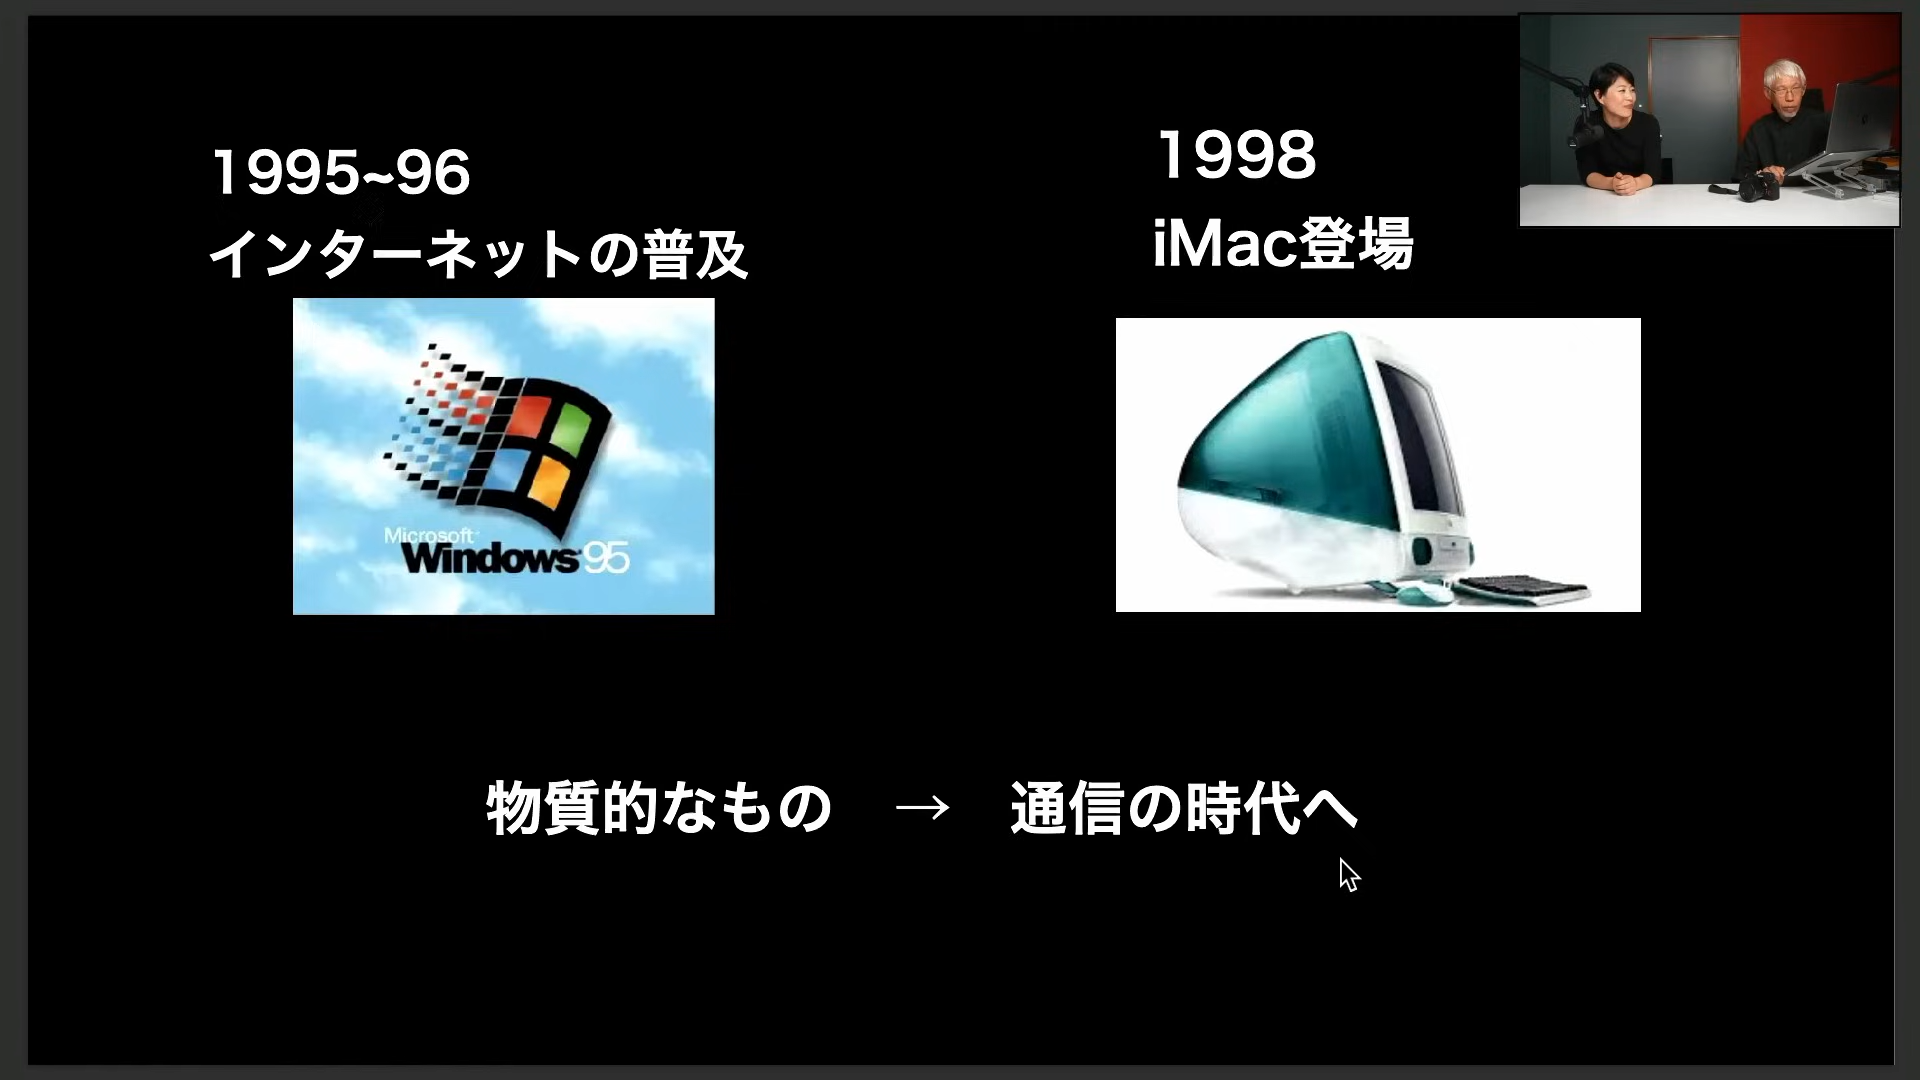 1995~96
インターネットの普及
Microsoft
Windows 95
1998
iMac登場
物質的なもの → 通信の時代へ